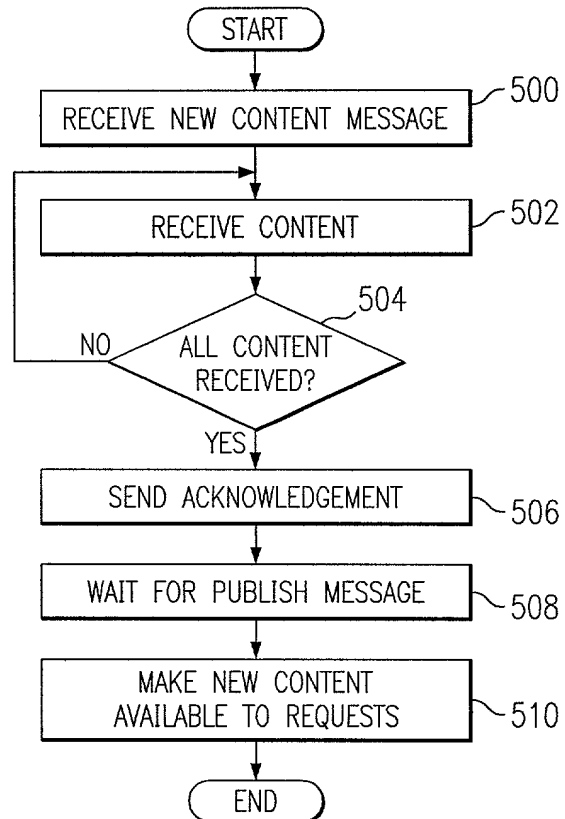 START
RECEIVE NEW CONTENT MESSAGE
500
RECEIVE CONTENT
502
504
ALL CONTENT
RECEIVED?
NO
YES
SEND ACKNOWLEDGEMENT
506
WAIT FOR PUBLISH MESSAGE
508
MAKE NEW CONTENT
AVAILABLE TO REQUESTS
510
END